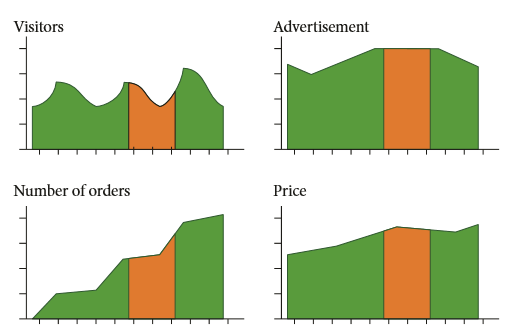 Visitors
Advertisement
Number of orders
Price